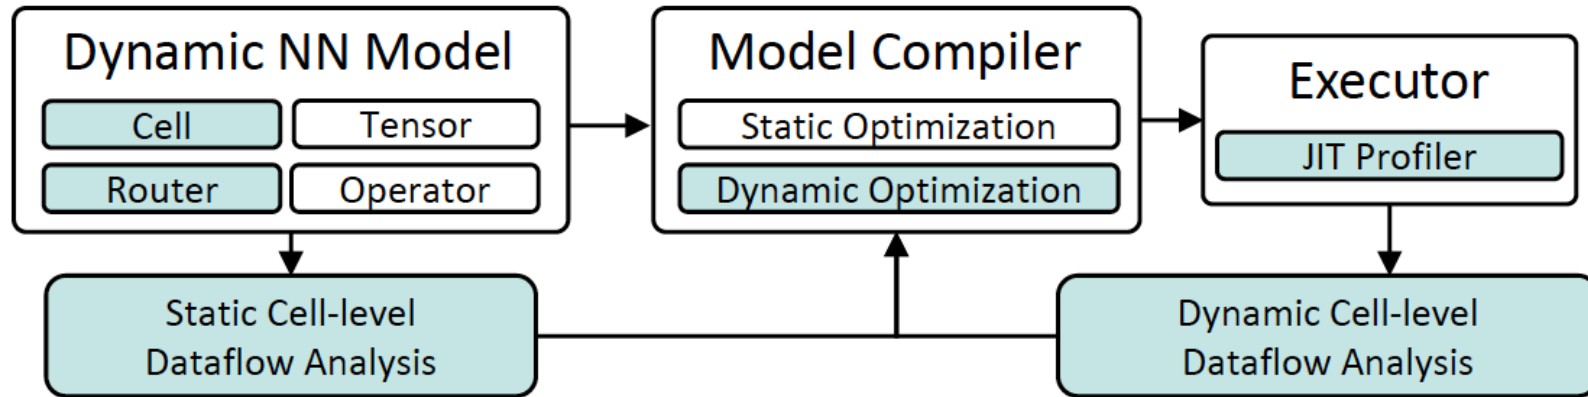 Dynamic NN Model
Cell
Tensor
Router
Operator
Model Compiler
Static Optimization
Dynamic Optimization
Executor
JIT Profiler
Static Cell-level
Dataflow Analysis
Dynamic Cell-level
Dataflow Analysis